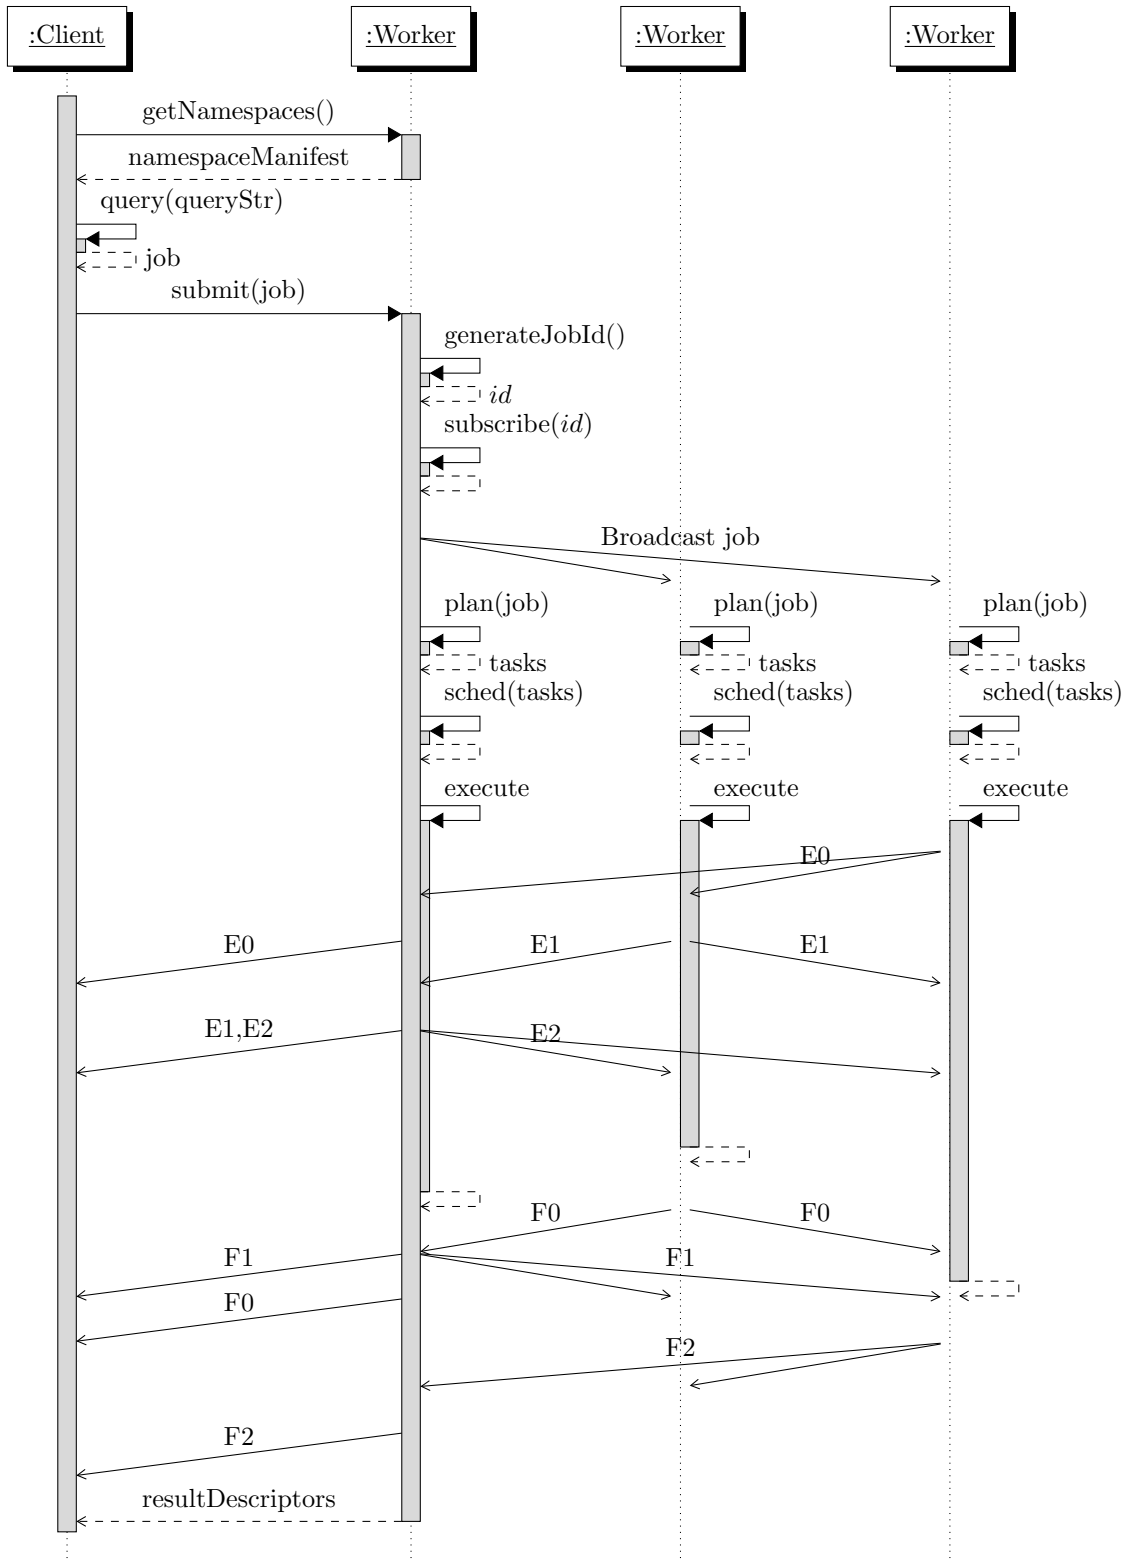 :Client :Worker :Worker :Worker
getNamespaces()
namespaceManifest
query(queryStr)
job
submit(job)
generateJobId()
id
subscribe(id)
Broadcast job
plan(job) plan(job) plan(job)
tasks tasks tasks
sched(tasks) sched(tasks) sched(tasks)
execute execute execute
E0
E0 E1 E1
E1,E2 E2
F0 F0
F1 F1
F0
F2
F2
resultDescriptors